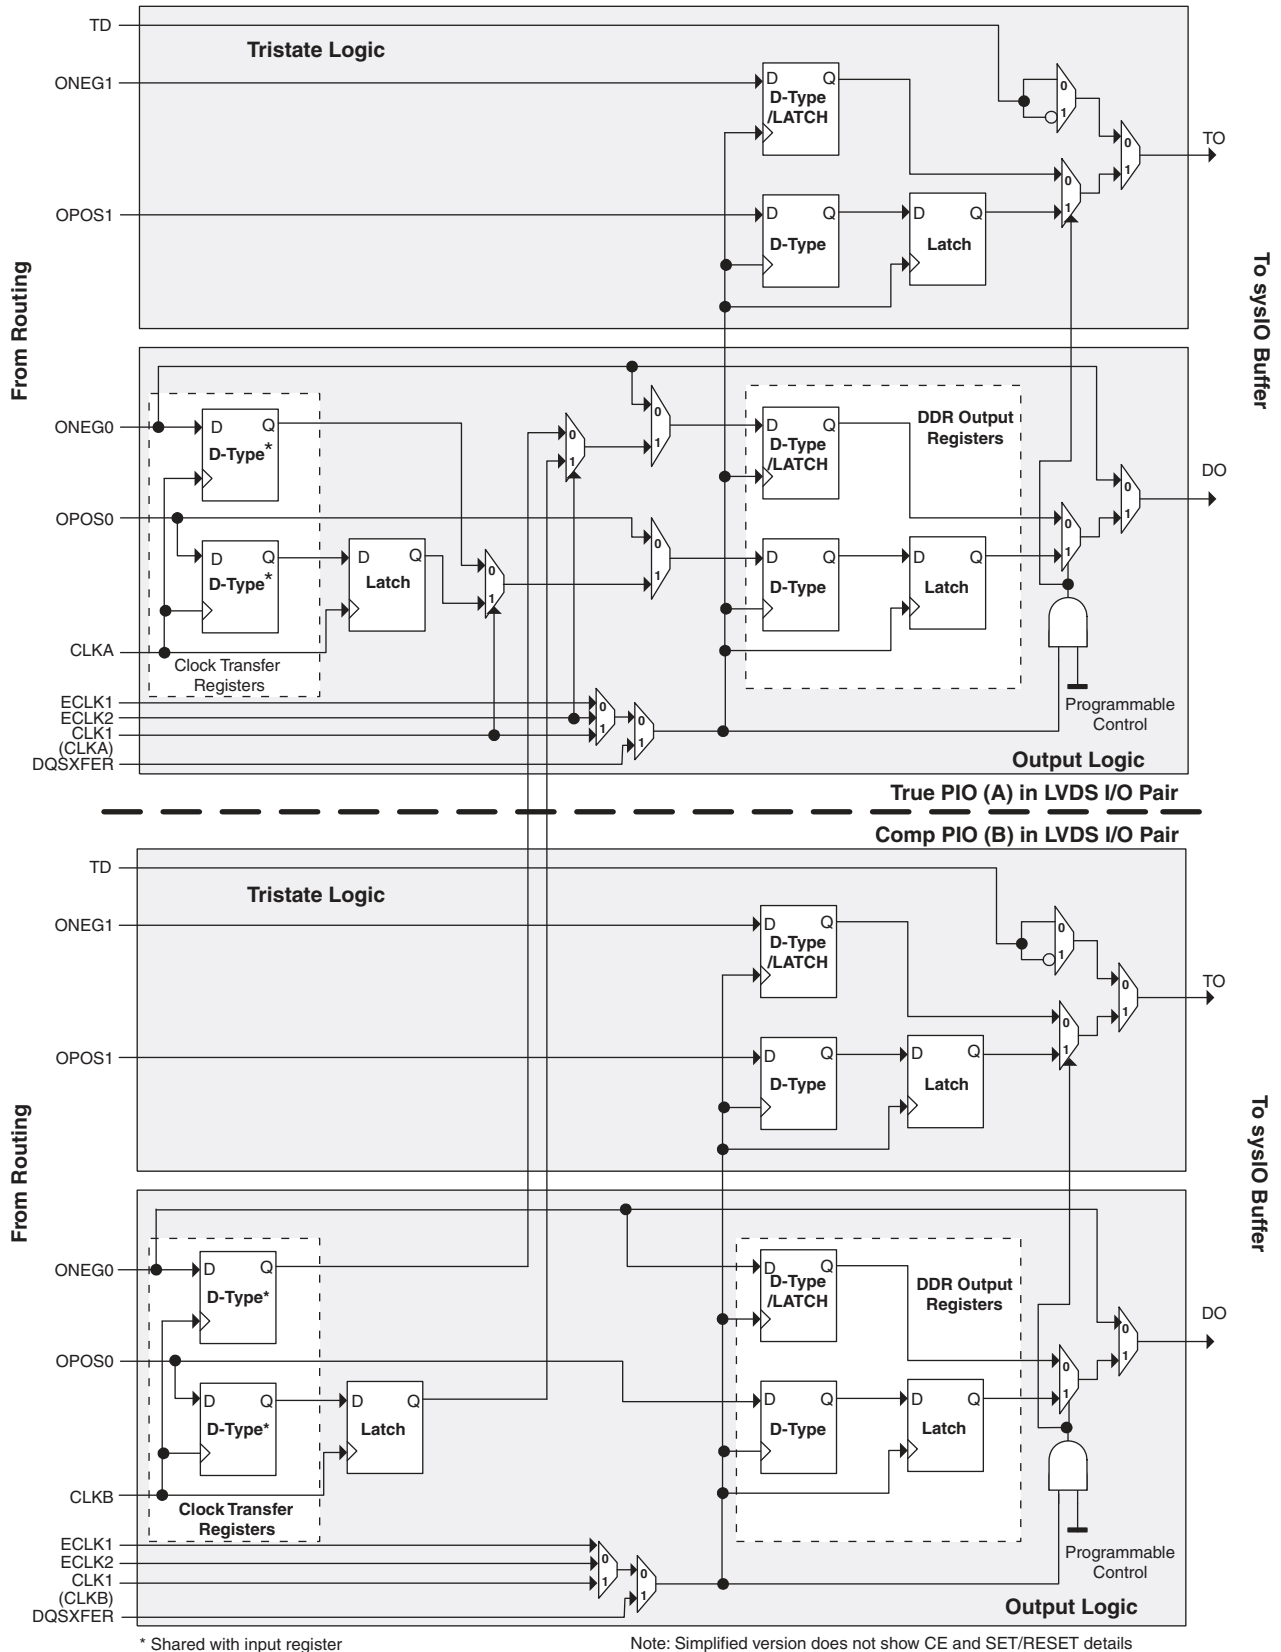 TD
Tristate Logic
ONEG1
D Q
D-Type
/LATCH
0
1
0
1
TO
0
1
OPOS1
D Q
D-Type
D Q
Latch
From Routing
To sysIO Buffer
ONEG0
D Q
D-Type*
0
1
0
1
D Q
D-Type
/LATCH
DDR Output
Registers
DO
0
1
0
1
OPOS0
D Q
D-Type*
D Q
Latch
0
1
0
1
D Q
D-Type
D Q
Latch
CLKA
Clock Transfer
Registers
ECLK1
ECLK2
CLK1
(CLKA)
DQSXFER
0
1
0
1
Programmable
Control
Output Logic
True PIO (A) in LVDS I/O Pair
Comp PIO (B) in LVDS I/O Pair
TD
Tristate Logic
ONEG1
D Q
D-Type
/LATCH
0
1
0
1
TO
0
1
OPOS1
D Q
D-Type
D Q
Latch
From Routing
To sysIO Buffer
ONEG0
D Q
D-Type*
D Q
D-Type
/LATCH
DDR Output
Registers
DO
0
1
0
1
OPOS0
D Q
D-Type*
D Q
Latch
D Q
D-Type
D Q
Latch
CLKB
Clock Transfer
Registers
ECLK1
ECLK2
CLK1
(CLKB)
DQSXFER
0
1
0
1
Programmable
Control
Output Logic
* Shared with input register
Note: Simplified version does not show CE and SET/RESET details